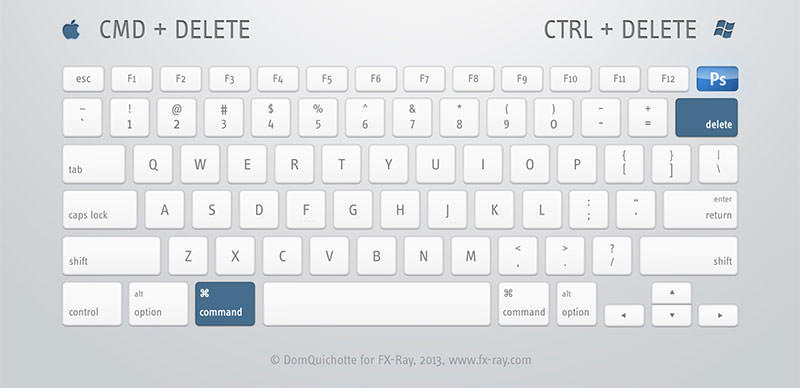 CMD + DELETE
CTRL + DELETE
esc F1 F2 F3 F4 F5 F6 F7 F8 F9 F10 F11 F12 Ps
~ ! @ # $ % ^ & * ( ) - +
` 1 2 3 4 5 6 7 8 9 0 - = delete
{ } |
tab Q W E R T Y U I O P [ ] \
: " enter
caps lock A S D F G H J K L ; . return
< > ?
shift Z X C V B N M , . / shift
alt ⌘ ⌘ alt
control option command command option ◄ ▲ ▼ ►
© DomQuichotte for FX-Ray, 2013, www.fx-ray.com